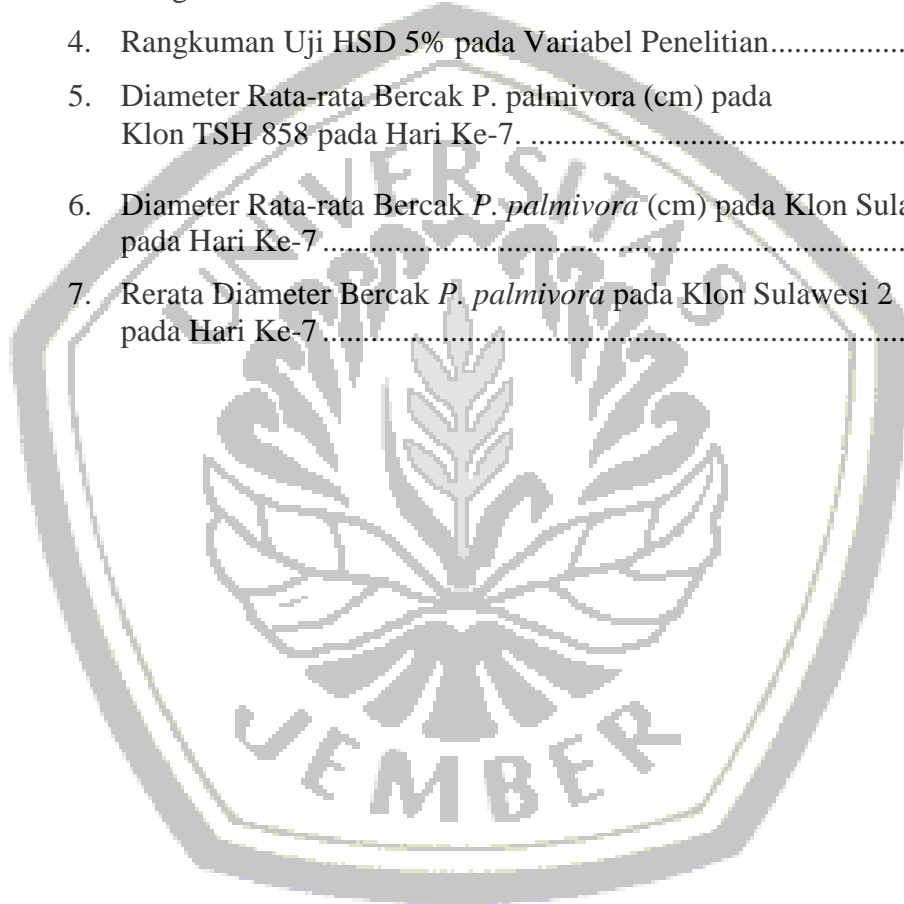 4. Rangkuman Uji HSD 5% pada Variabel Penelitian....................
5. Diameter Rata-rata Bercak P. palmivora (cm) pada
Klon TSH 858 pada Hari Ke-7. .................................................
6. Diameter Rata-rata Bercak P. palmivora (cm) pada Klon
pada Hari Ke-7 ...........................................................................
7. Rerata Diameter Bercak P. palmivora pada Klon Sulawesi 2
pada Hari Ke-7 ...........................................................................
UNIVERSITAS
JEMBER